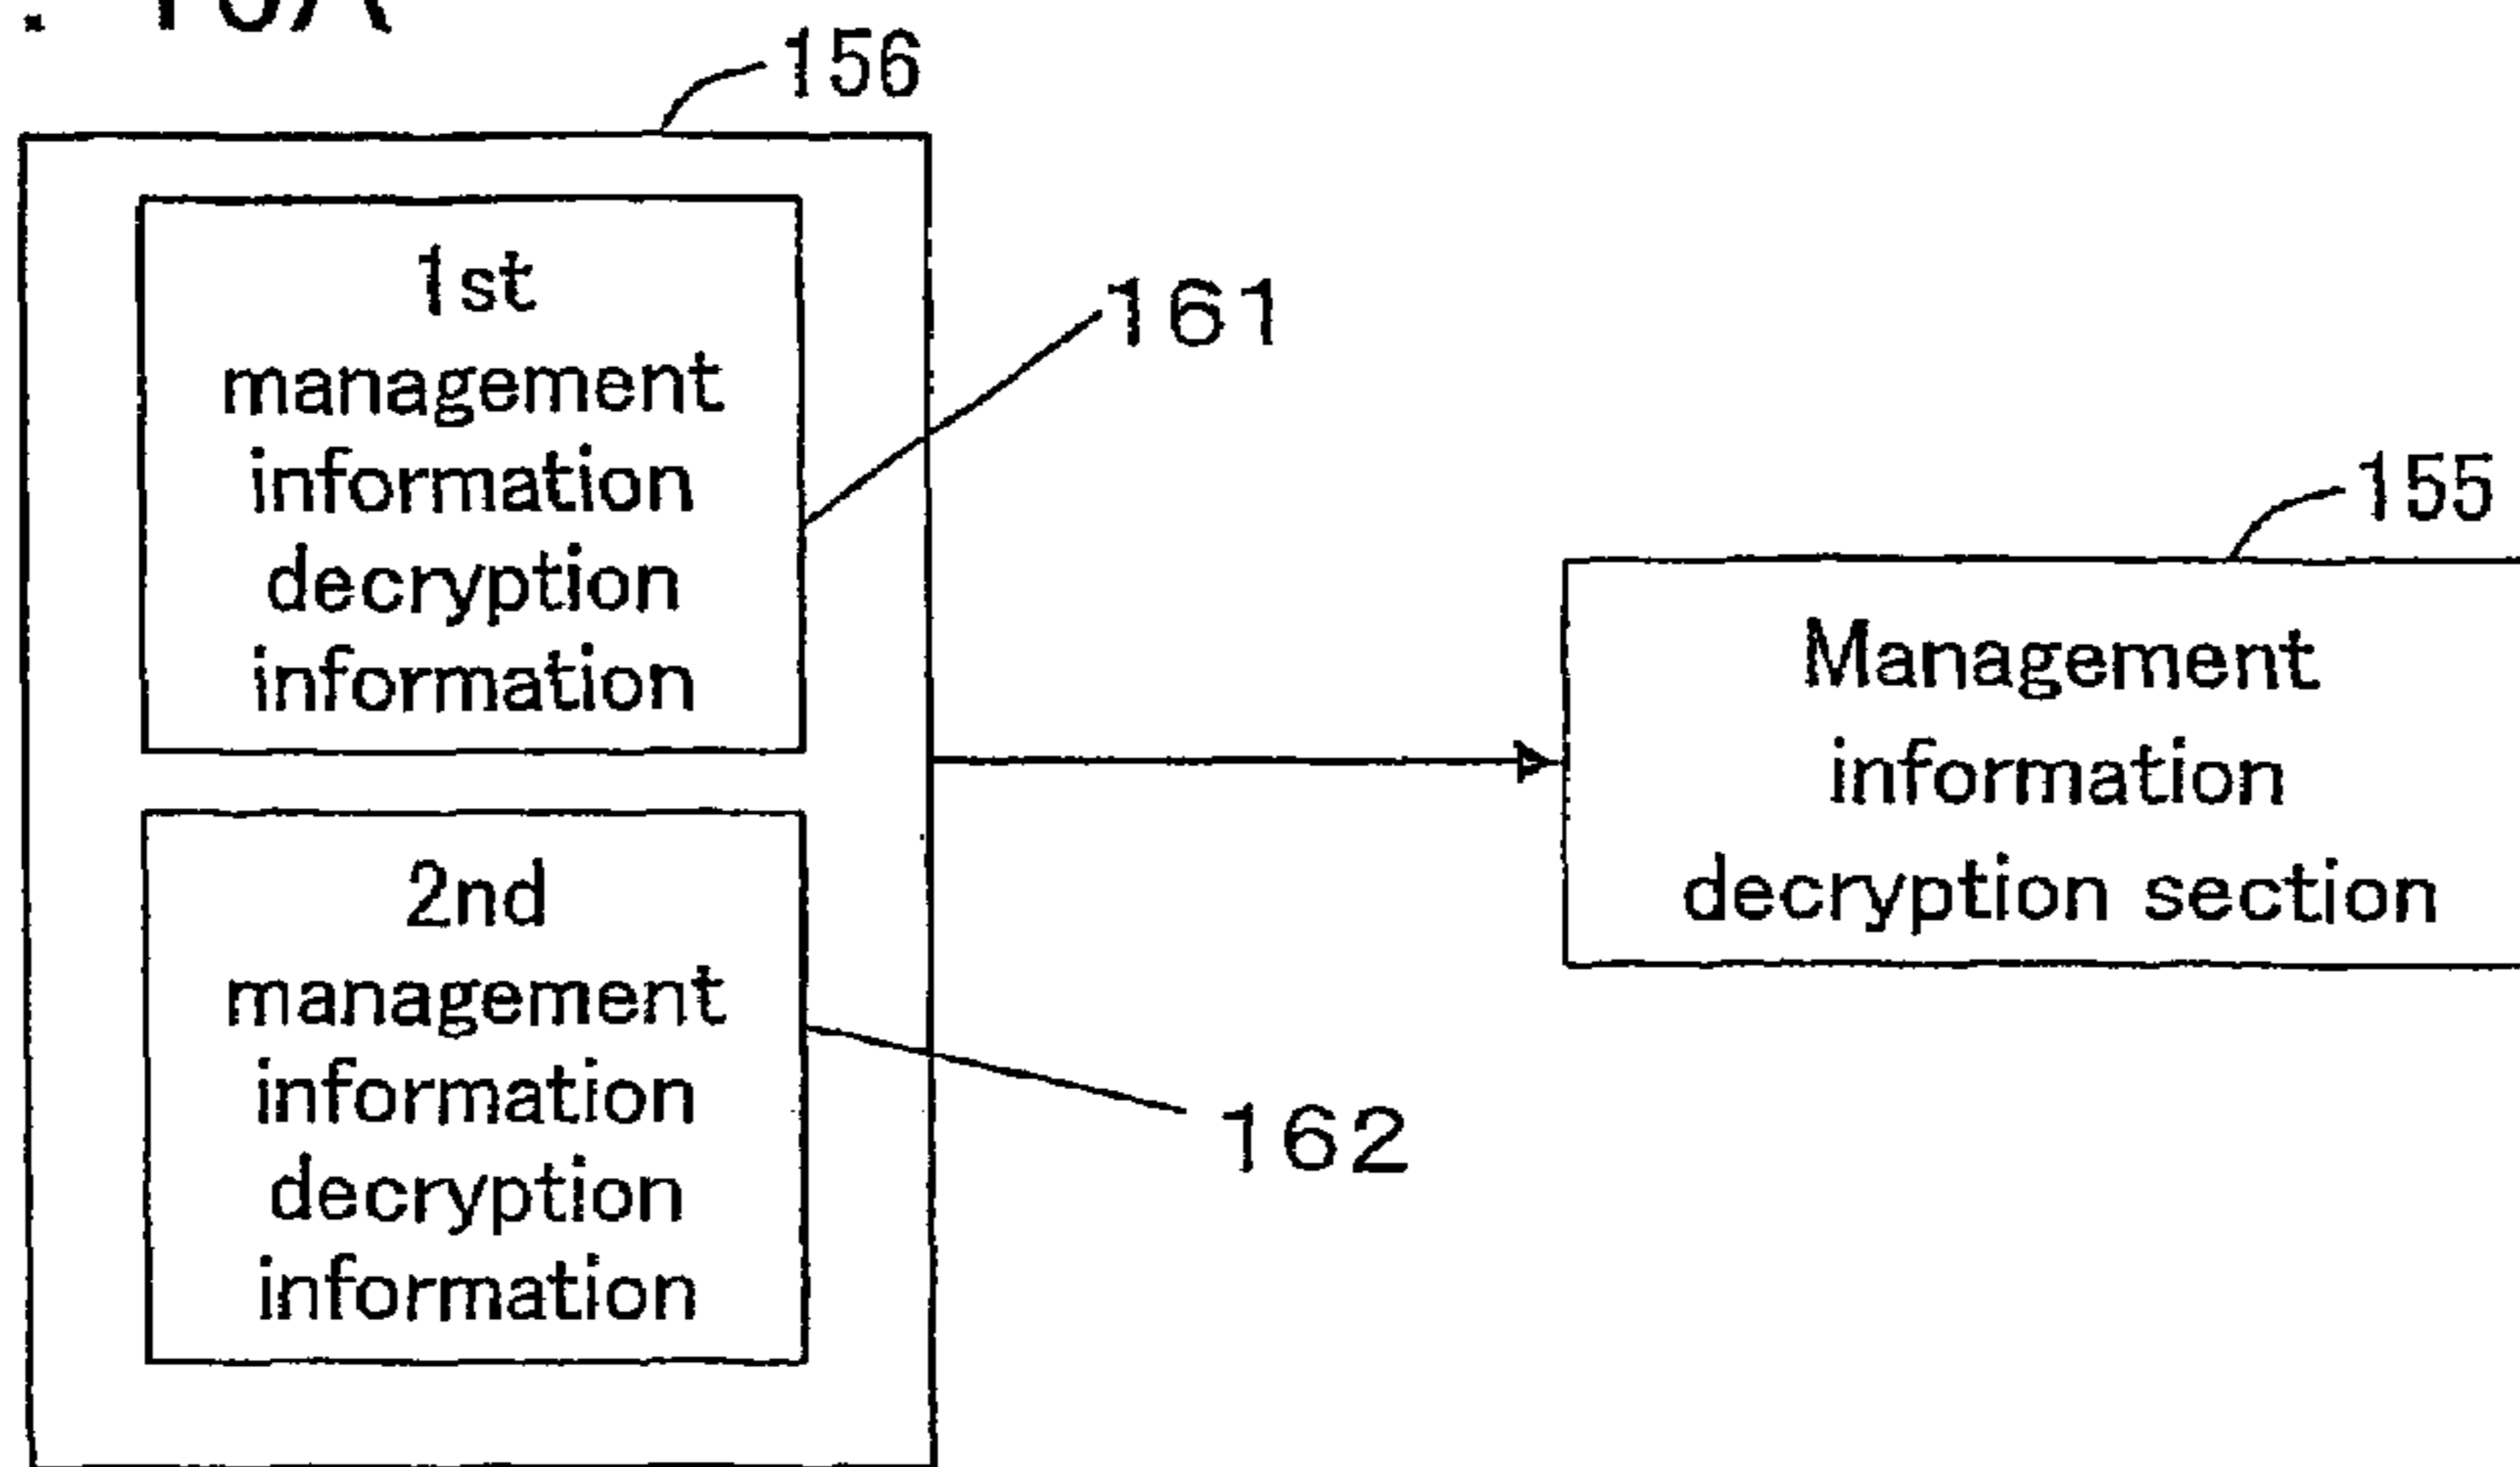 156
1st
management
information
decryption
information
161
155
Management
information
decryption section
2nd
management
information
decryption
information
162